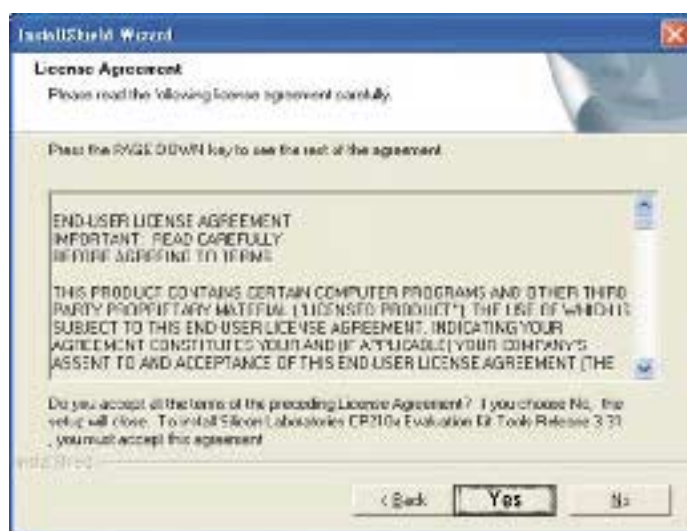 InstallShield Wizard
License Agreement
Please read the following license agreement carefully.
Press the PAGE DOWN key to see the rest of the agreement.
END-USER LICENSE AGREEMENT
IMPORTANT: READ CAREFULLY
BEFORE AGREEING TO TERMS
THIS PRODUCT CONTAINS CERTAIN COMPUTER PROGRAMS AND OTHER THIRD
PARTY PROPRIETARY MATERIAL ("LICENSED PRODUCT"), THE USE OF WHICH IS
SUBJECT TO THIS END-USER LICENSE AGREEMENT. INDICATING YOUR
AGREEMENT CONSTITUTES YOUR AND (IF APPLICABLE) YOUR COMPANY'S
ASSENT TO AND ACCEPTANCE OF THIS END-USER LICENSE AGREEMENT (THE
Do you accept all the terms of the preceding License Agreement? If you choose No, the
setup will close. To install Silicon Laboratories CP210x Evaluation Kit Tools Release 3.31
, you must accept this agreement.
InstallShield
< Back
Yes
No